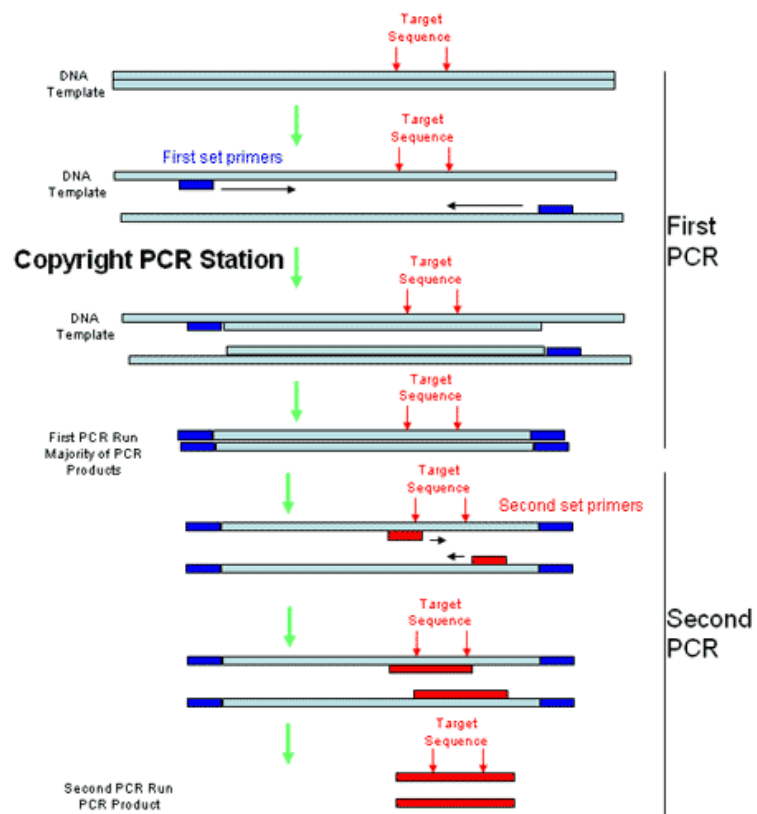 Target
Sequence
DNA
Template
Target
Sequence
First set primers
DNA
Template
First
PCR
Copyright PCR Station
Target
Sequence
DNA
Template
Target
Sequence
First PCR Run
Majority of PCR
Products
Target
Sequence
Second set primers
Target
Sequence
Second
PCR
Target
Sequence
Second PCR Run
PCR Product